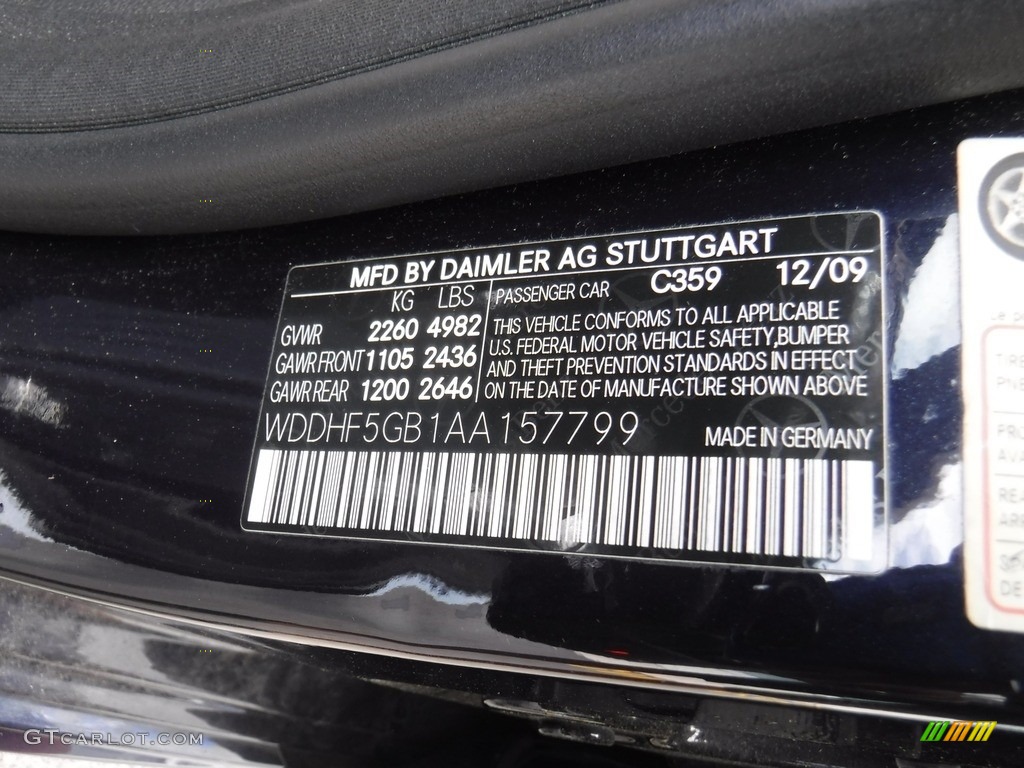 MFD BY DAIMLER AG STUTTGART
KG LBS
GVWR 2260 4982
GAWR FRONT 1105 2436
GAWR REAR 1200 2646
PASSENGER CAR C359 12/09
THIS VEHICLE CONFORMS TO ALL APPLICABLE
U.S. FEDERAL MOTOR VEHICLE SAFETY,BUMPER
AND THEFT PREVENTION STANDARDS IN EFFECT
ON THE DATE OF MANUFACTURE SHOWN ABOVE
WDDHF5GB1AA157799
MADE IN GERMANY
GTCARLOT.COM